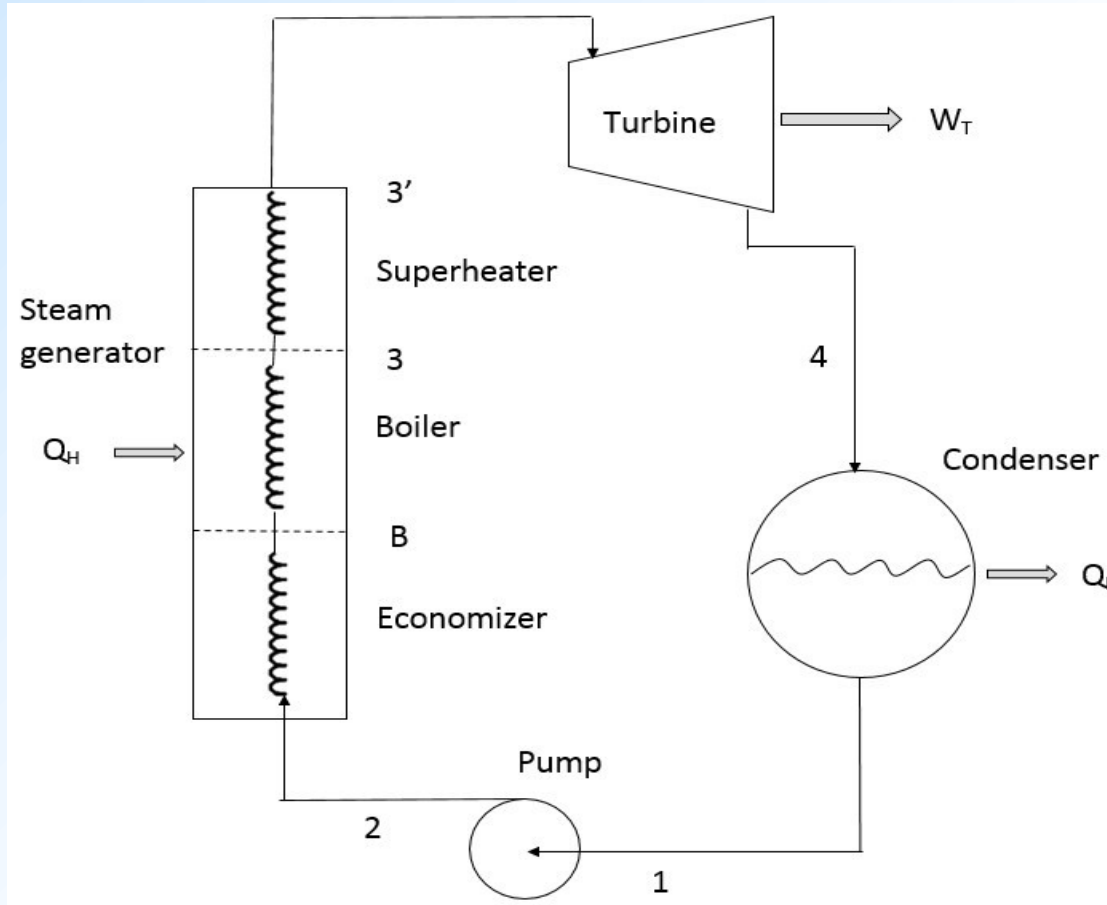 Turbine
W_T
3'
Superheater
Steam
generator
3
4
Boiler
Q_H
Condenser
B
Economizer
Pump
2
1